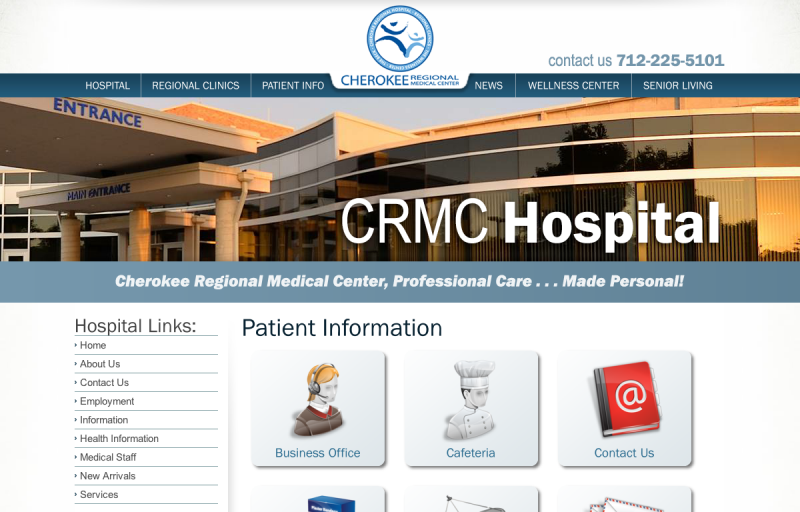 contact us 712-225-5101
CHEROKEE REGIONAL MEDICAL CENTER
HOSPITAL REGIONAL CLINICS PATIENT INFO NEWS WELLNESS CENTER SENIOR LIVING
ENTRANCE
MAIN ENTRANCE
CRMC Hospital
Cherokee Regional Medical Center, Professional Care . . . Made Personal!
Hospital Links:
Home
About Us
Contact Us
Employment
Information
Health Information
Medical Staff
New Arrivals
Services
Patient Information
Business Office
Cafeteria
@
Contact Us